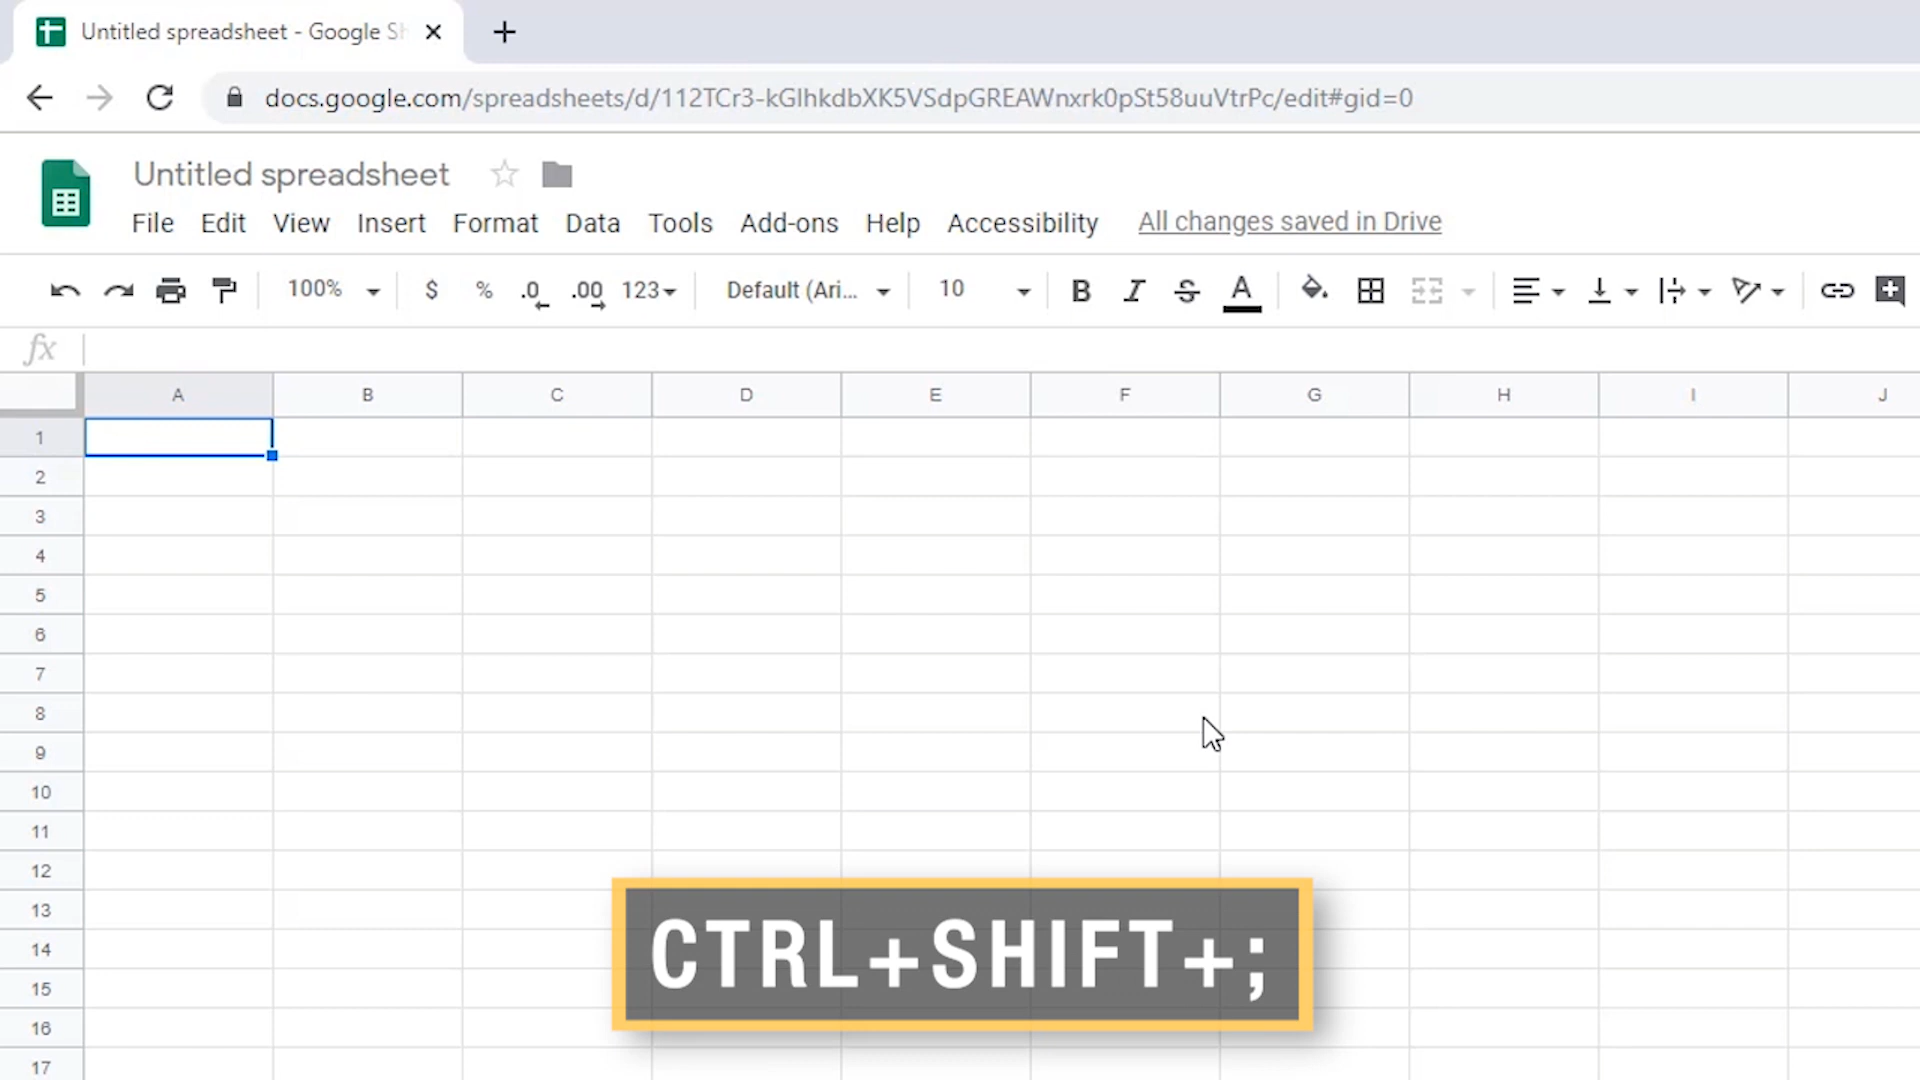 Untitled spreadsheet - Google Sh
docs.google.com/spreadsheets/d/112TCr3-kGIhkdbXK5VSdpGREAWnxrk0pSt58uuVtrPc/edit#gid=0
Untitled spreadsheet
File Edit View Insert Format Data Tools Add-ons Help Accessibility All changes saved in Drive
100% $ % .0 .00 123 Default (Ari... 10 B I S A
fx
A B C D E F G H I J
1
2
3
4
5
6
7
8
9
10
11
12
13
14
15
16
17
CTRL+SHIFT+;